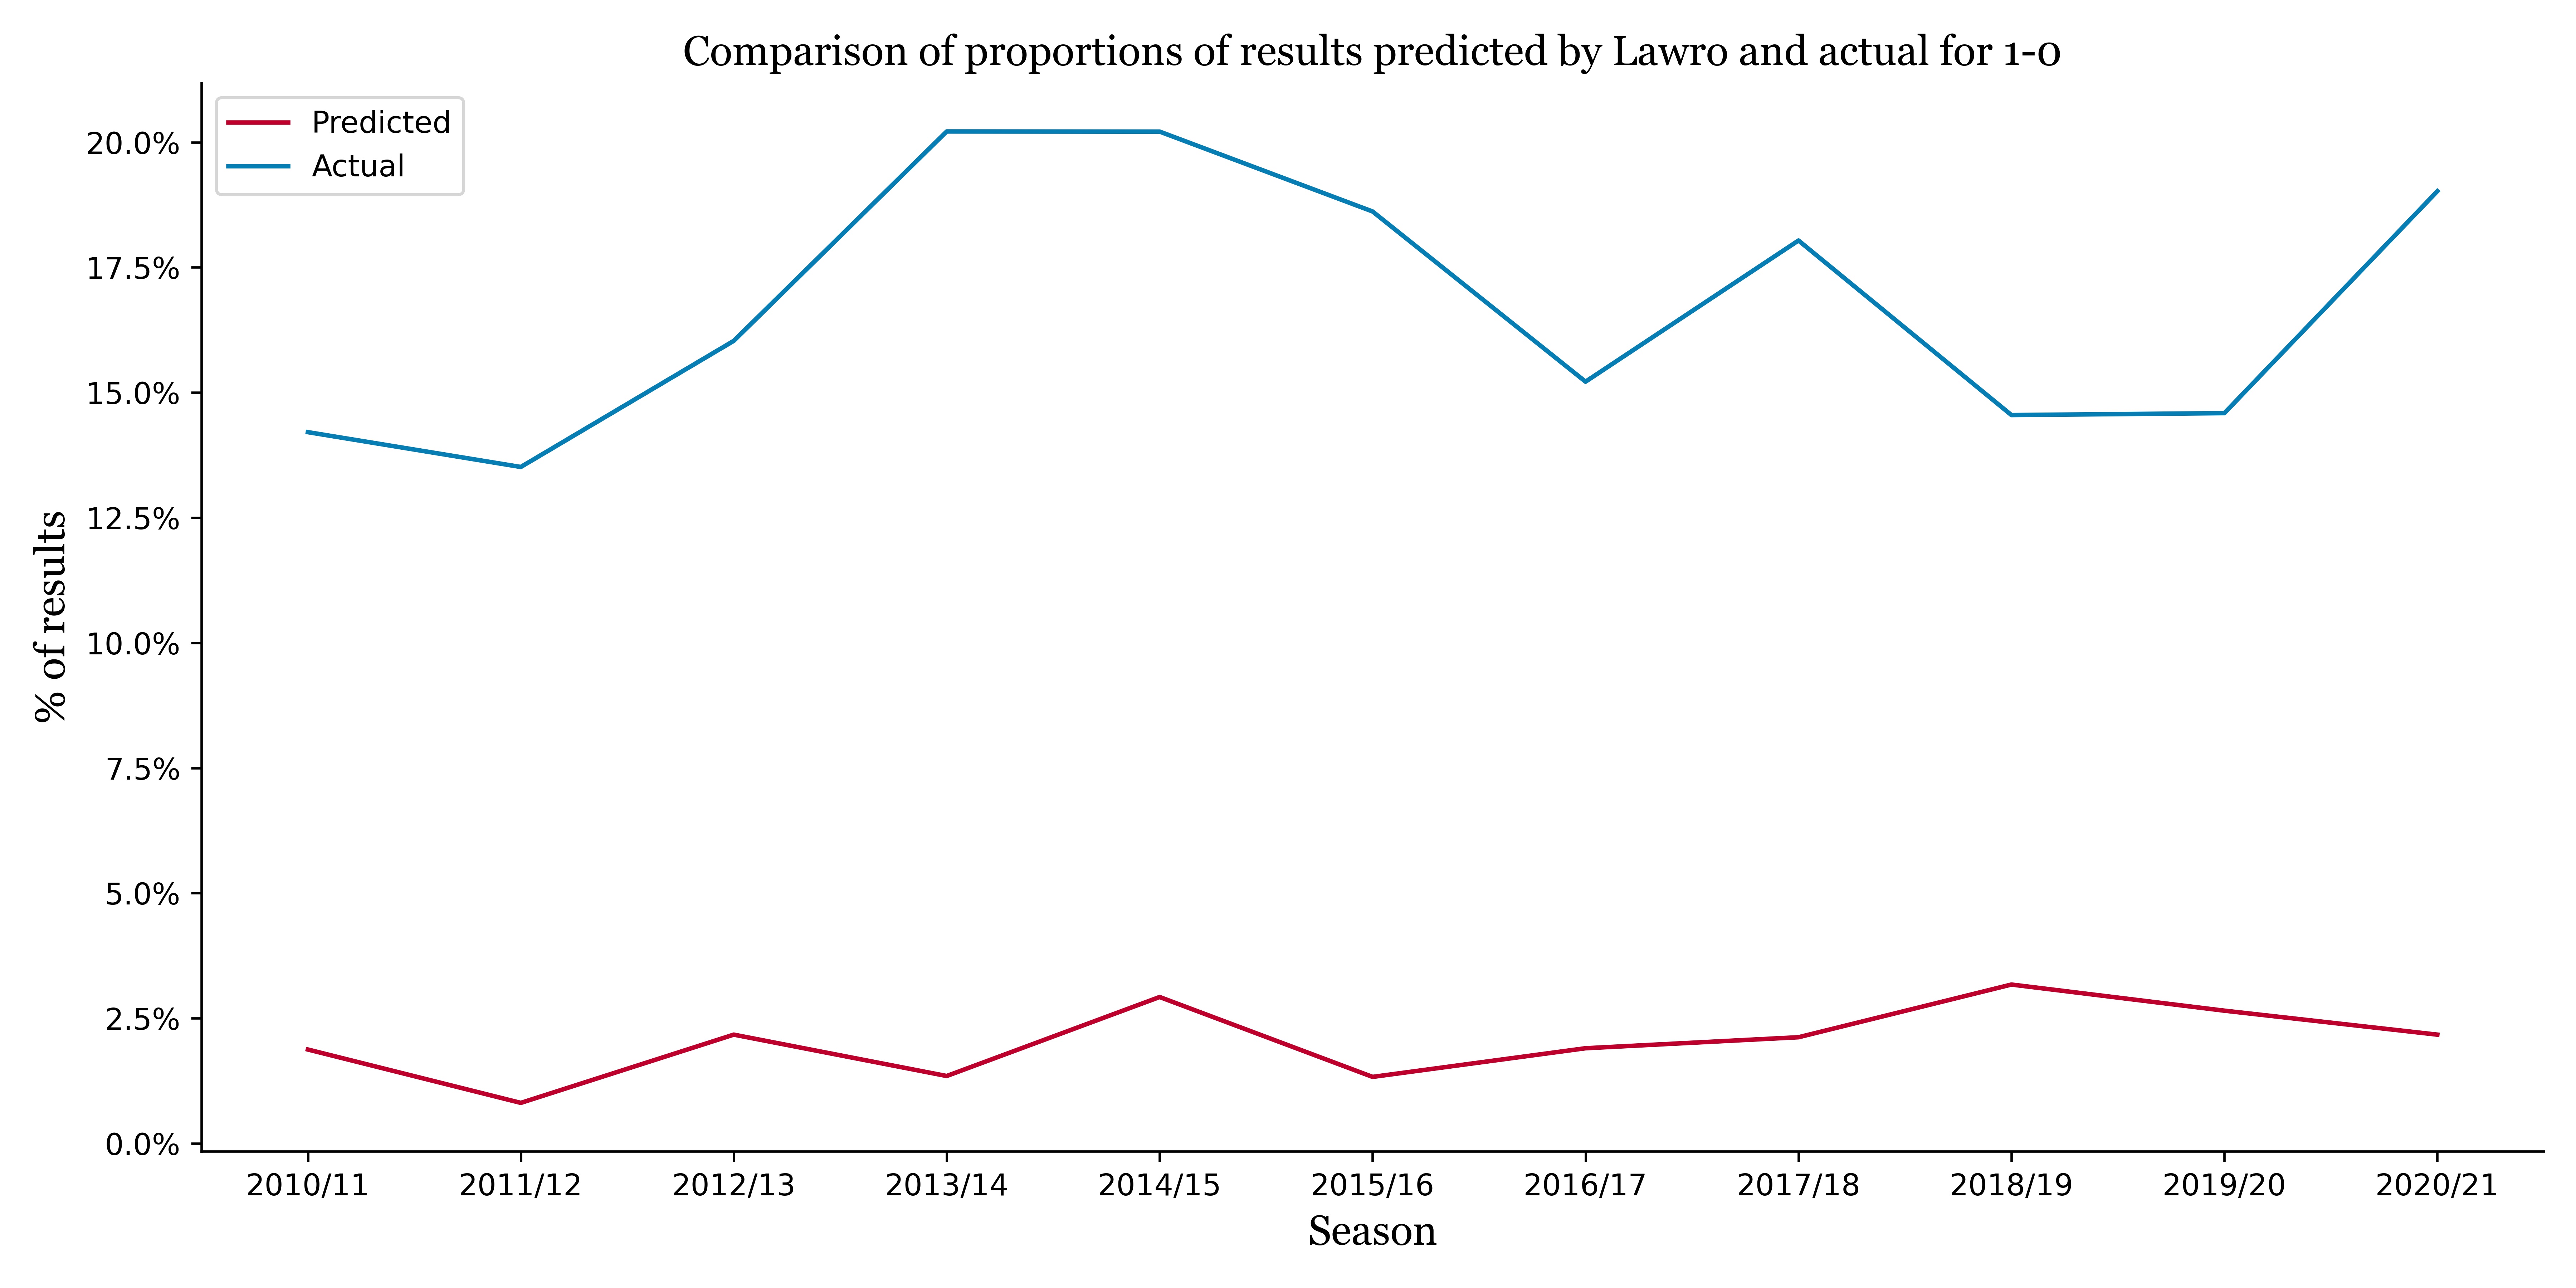 Comparison of proportions of results predicted by Lawro and actual for 1-0
Predicted
Actual
20.0%
17.5%
15.0%
12.5%
10.0%
7.5%
5.0%
2.5%
0.0%
% of results
2010/11 2011/12 2012/13 2013/14 2014/15 2015/16 2016/17 2017/18 2018/19 2019/20 2020/21
Season